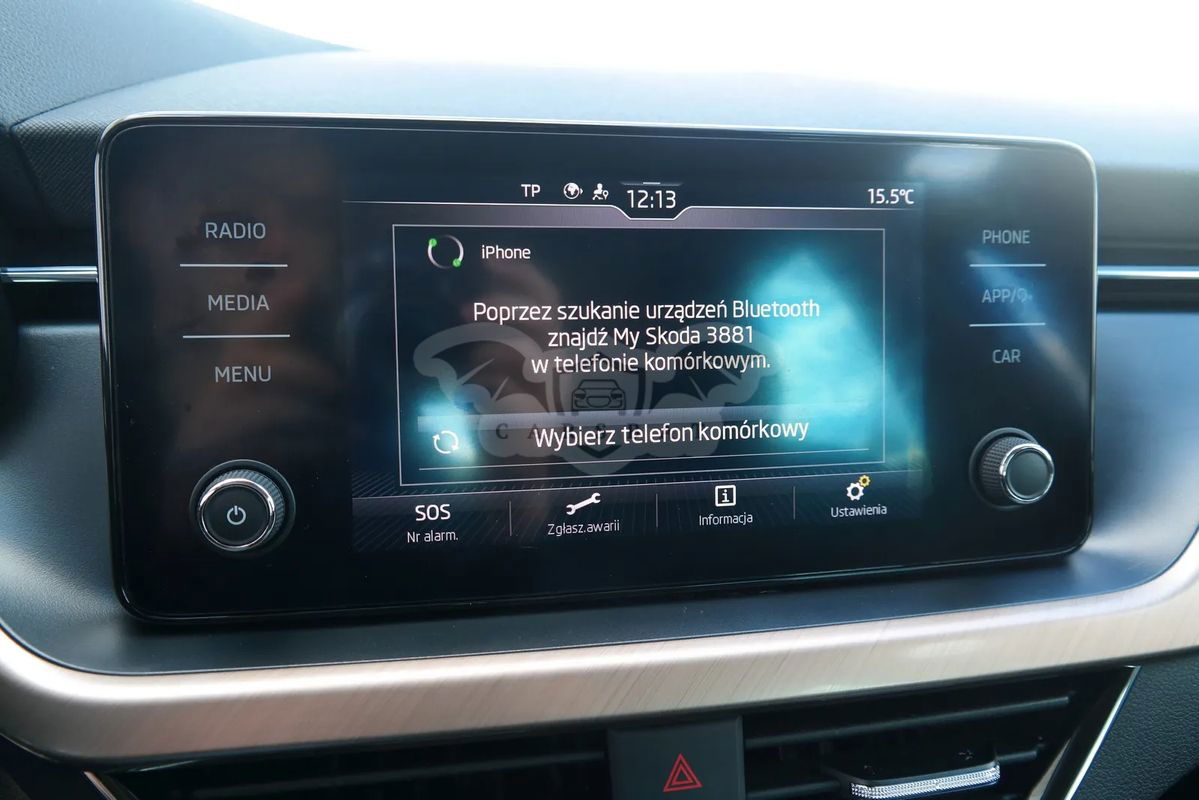 TP
12:13
15.5°C
RADIO
MEDIA
MENU
PHONE
APP/
CAR
iPhone
Poprzez szukanie urządzeń Bluetooth
znajdź My Skoda 3881
w telefonie komórkowym.
Wybierz telefon komórkowy
SOS
Nr alarm.
Zgłasz.awarii
Informacja
Ustawienia